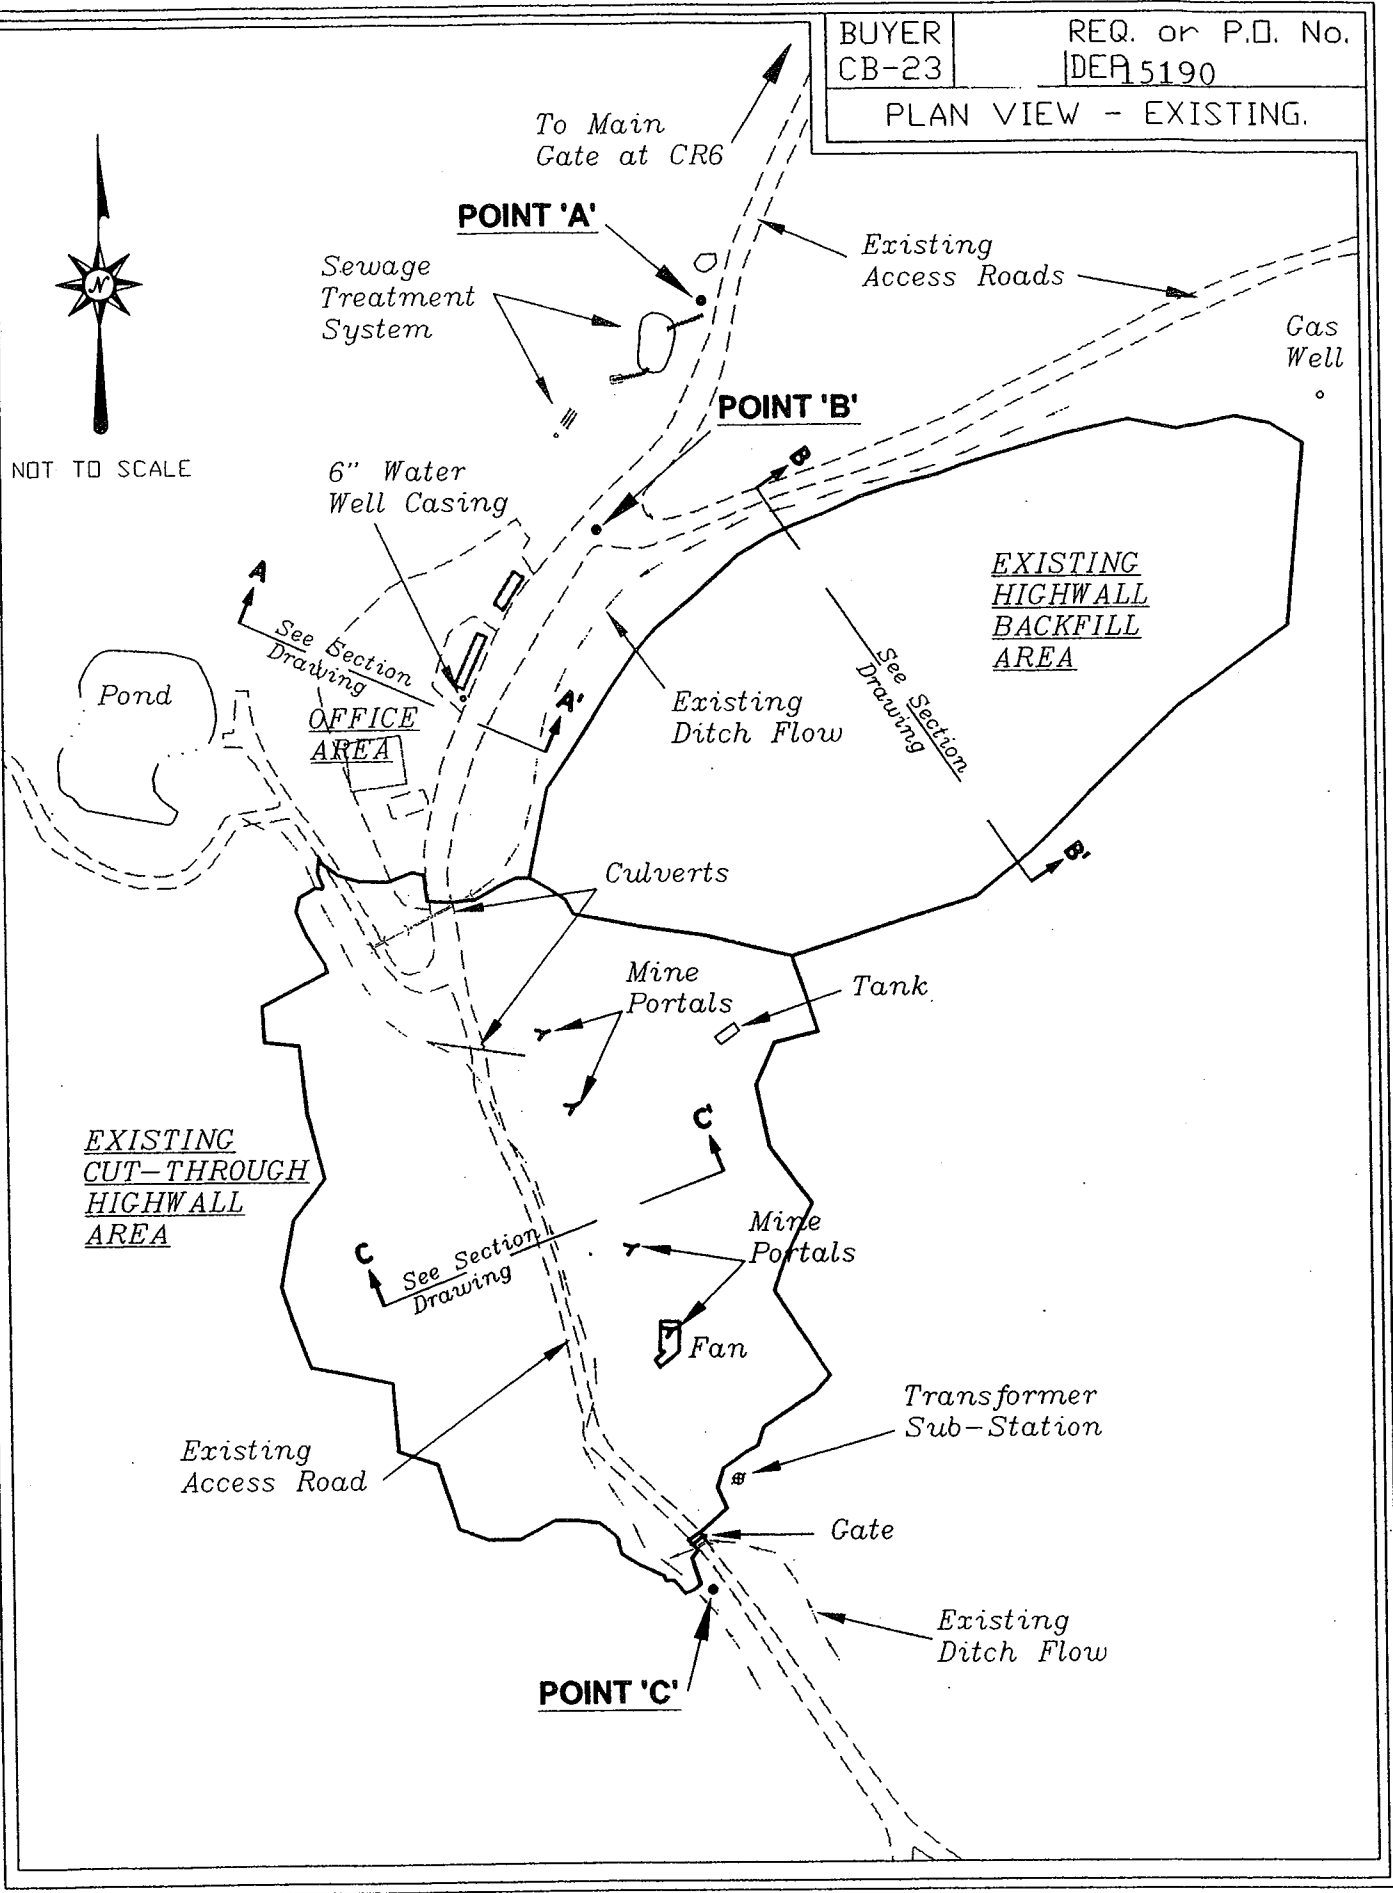 BUYER
CB-23
REQ. or P.O. No.
DEP15190
PLAN VIEW - EXISTING.
To Main
Gate at CR6
POINT 'A'
Existing
Access Roads
Sewage
Treatment
System
N
Gas
Well
POINT 'B'
NOT TO SCALE
6" Water
Well Casing
B
A
EXISTING
HIGHWALL
BACKFILL
AREA
See Section
Drawing
Pond
OFFICE
AREA
A'
Existing
Ditch Flow
See Section
Drawing
B'
Culverts
Mine
Portals
Tank
C'
EXISTING
CUT-THROUGH
HIGHWALL
AREA
C
See Section
Drawing
Mine
Portals
Fan
Transformer
Sub-Station
Existing
Access Road
Gate
Existing
Ditch Flow
POINT 'C'